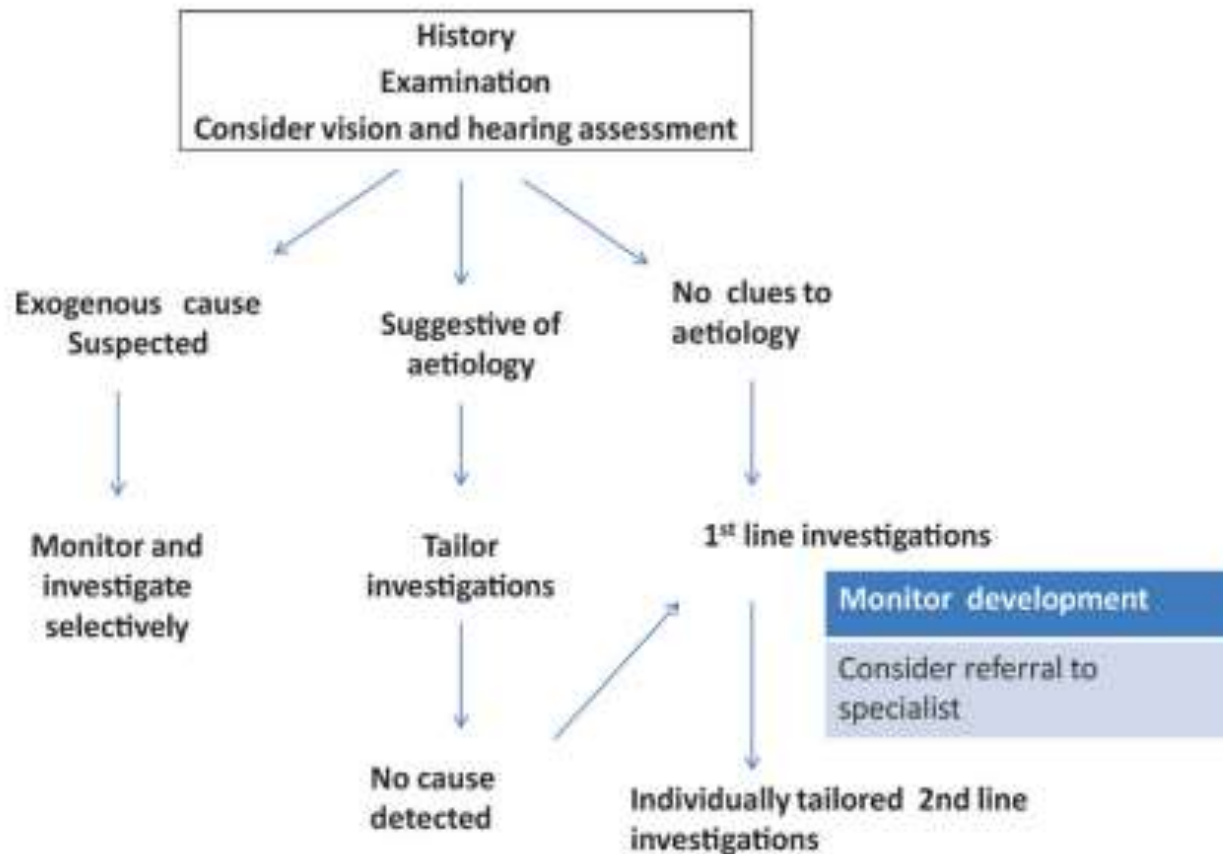 History
Examination
Consider vision and hearing assessment
Exogenous cause
Suspected
Suggestive of
aetiology
No clues to
aetiology
Monitor and
investigate
selectively
Tailor
investigations
1st line investigations
Monitor development
Consider referral to
specialist
No cause
detected
Individually tailored 2nd line
investigations